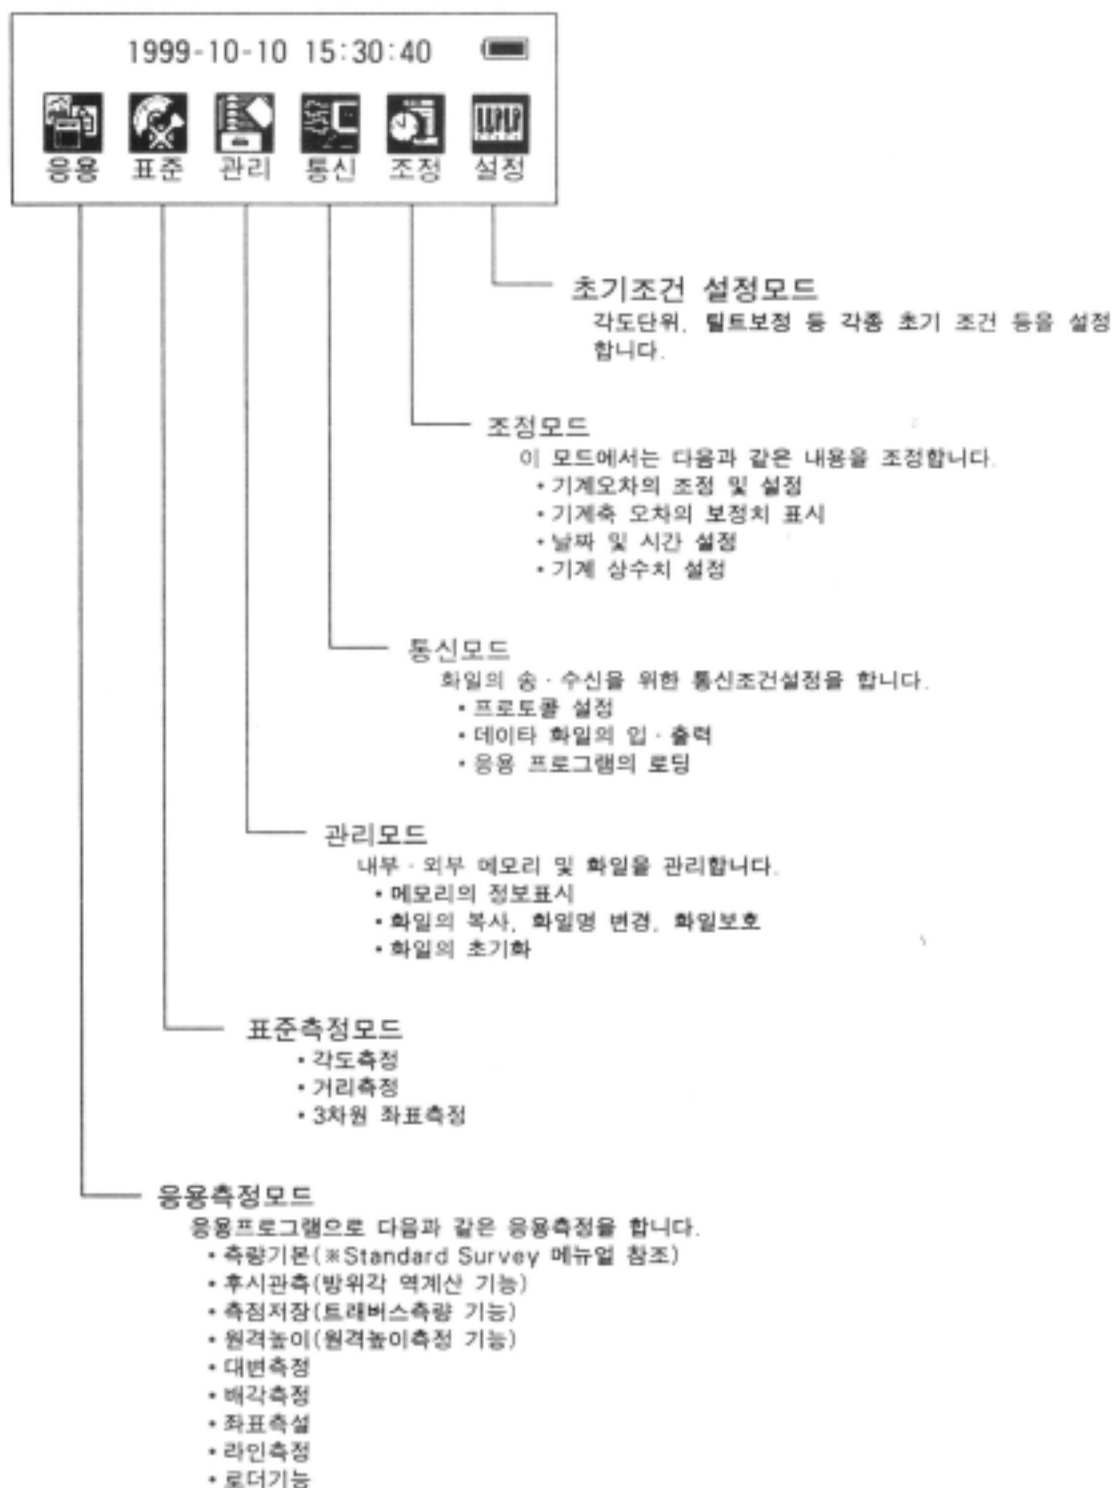 1999-10-10 15:30:40
응용 표준 관리 통신 조정 설정
초기조건 설정모드
각도단위, 틸트보정 등 각종 초기 조건 등을 설정
합니다.
조정모드
이 모드에서는 다음과 같은 내용을 조정합니다.
• 기계오차의 조정 및 설정
• 기계축 오차의 보정치 표시
• 날짜 및 시간 설정
• 기계 상수치 설정
통신모드
화일의 송 · 수신을 위한 통신조건설정을 합니다.
• 프로토콜 설정
• 데이타 화일의 입 · 출력
• 응용 프로그램의 로딩
관리모드
내부 · 외부 메모리 및 화일을 관리합니다.
• 메모리의 정보표시
• 화일의 복사, 화일명 변경, 화일보호
• 화일의 초기화
표준측정모드
• 각도측정
• 거리측정
• 3차원 좌표측정
응용측정모드
응용프로그램으로 다음과 같은 응용측정을 합니다.
• 측량기본(※Standard Survey 메뉴얼 참조)
• 후시관측(방위각 역계산 기능)
• 측점저장(트래버스측량 기능)
• 원격높이(원격높이측정 기능)
• 대변측정
• 배각측정
• 좌표측설
• 라인측정
• 로더기능